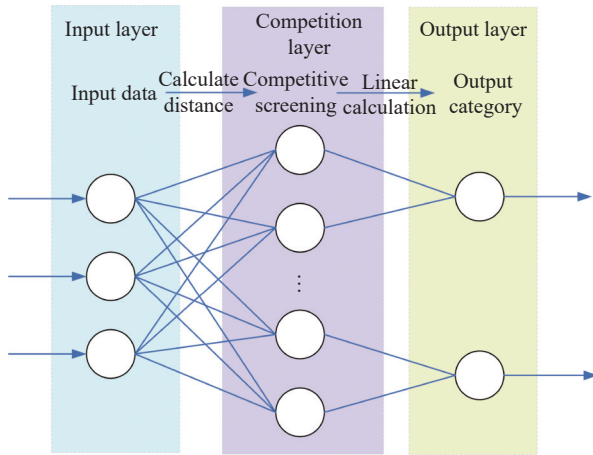 Input layer
Competition
layer
Output layer
Input data
Calculate
distance
Competitive
screening
Linear
calculation
Output
category
⋮